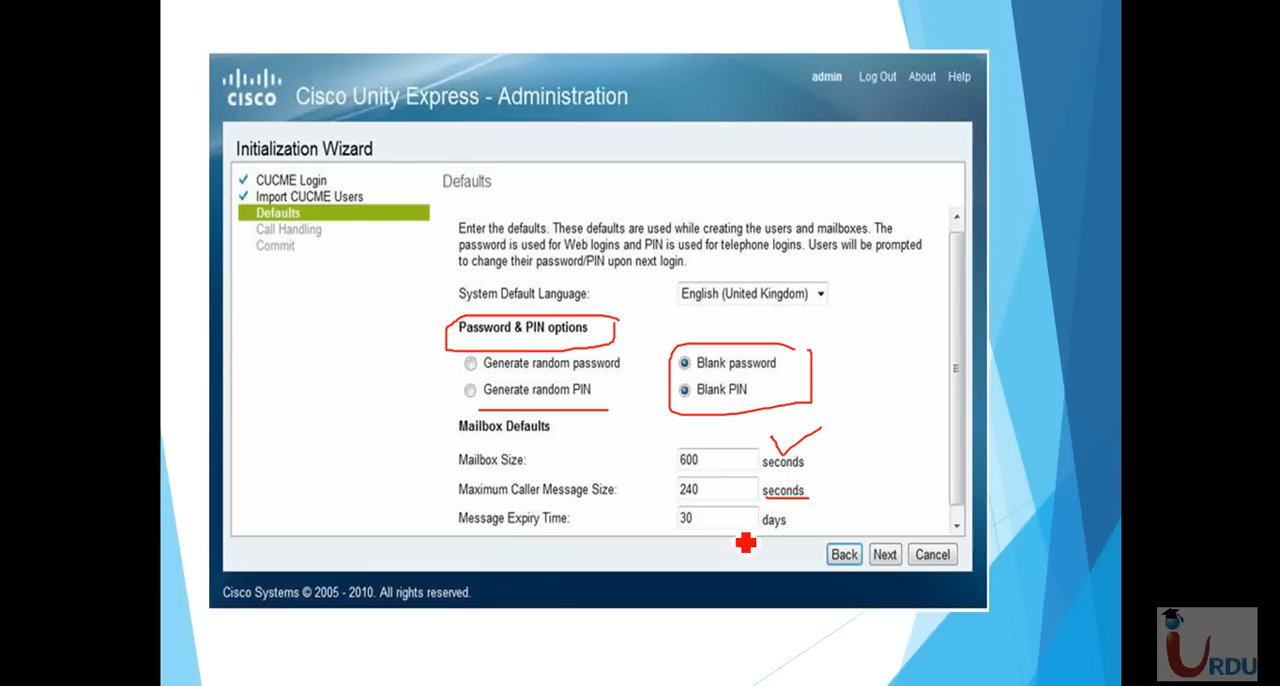 admin Log Out About Help
CISCO Cisco Unity Express - Administration
Initialization Wizard
CUCME Login
Import CUCME Users
Defaults
Call Handling
Commit
Defaults
Enter the defaults. These defaults are used while creating the users and mailboxes. The
password is used for Web logins and PIN is used for telephone logins. Users will be prompted
to change their password/PIN upon next login.
System Default Language: English (United Kingdom)
Password & PIN options
Generate random password Blank password
Generate random PIN Blank PIN
Mailbox Defaults
Mailbox Size: 600 seconds
Maximum Caller Message Size: 240 seconds
Message Expiry Time: 30 days
Back Next Cancel
Cisco Systems © 2005 - 2010. All rights reserved.
iURDU